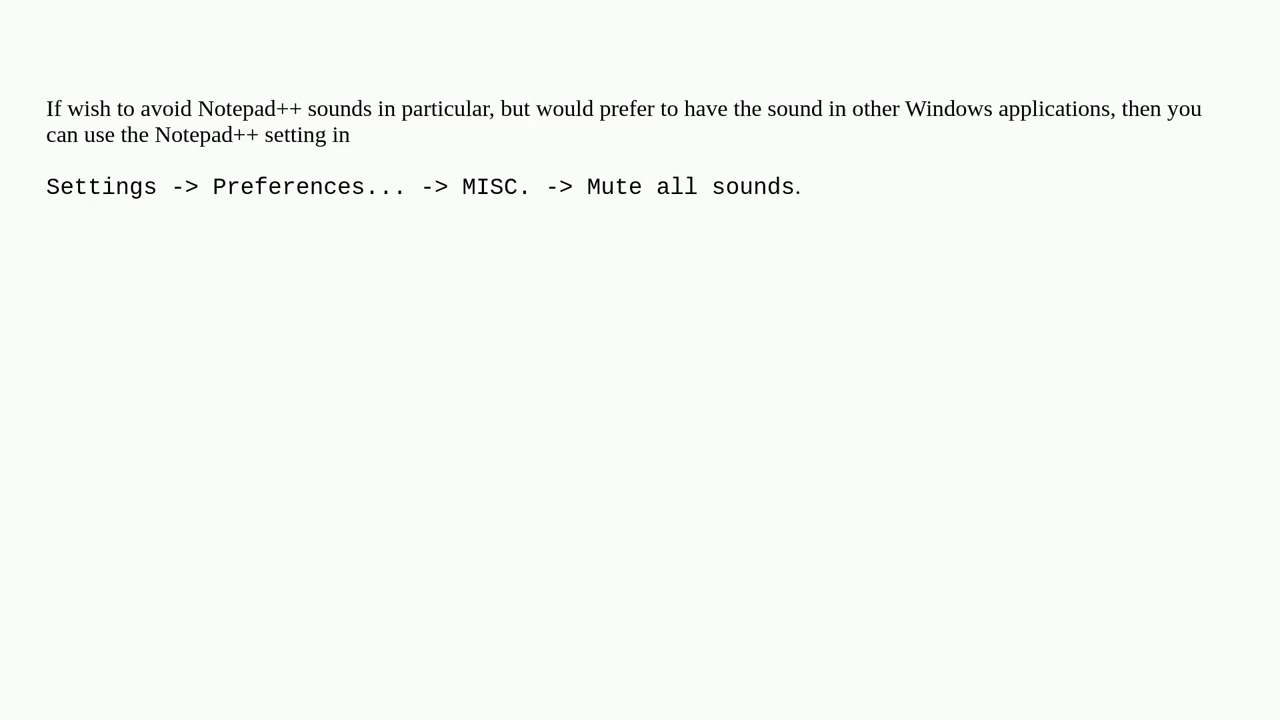 If wish to avoid Notepad++ sounds in particular, but would prefer to have the sound in other Windows applications, then you
can use the Notepad++ setting in
Settings -> Preferences... -> MISC. -> Mute all sounds.